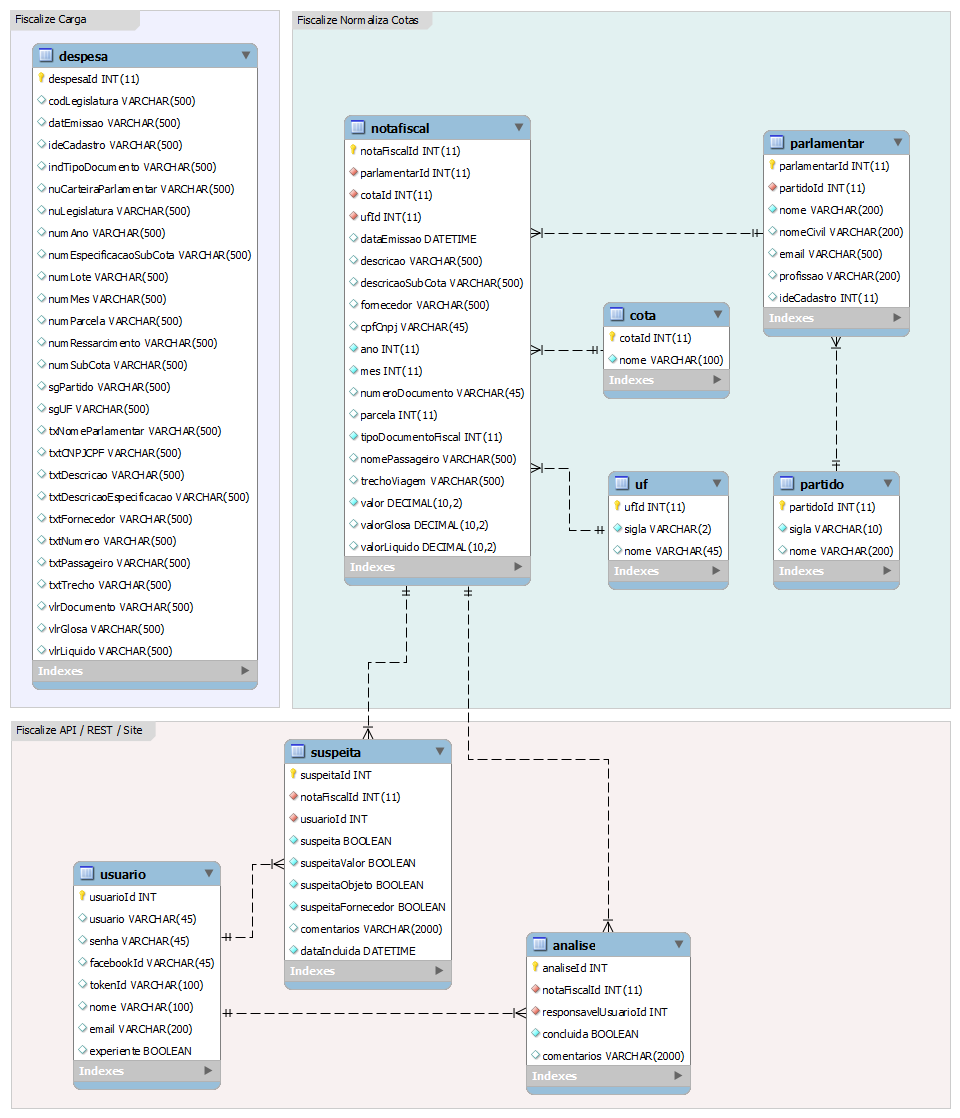 Fiscalize Carga
despesa
despesaId INT(11)
codLegislatura VARCHAR(500)
datEmissao VARCHAR(500)
ideCadastro VARCHAR(500)
indTipoDocumento VARCHAR(500)
nuCarteiraParlamentar VARCHAR(500)
nuLegislatura VARCHAR(500)
numAno VARCHAR(500)
numEspecificacaoSubCota VARCHAR(500)
numLote VARCHAR(500)
numMes VARCHAR(500)
numParcela VARCHAR(500)
numRessarcimento VARCHAR(500)
numSubCota VARCHAR(500)
sgPartido VARCHAR(500)
sgUF VARCHAR(500)
txNomeParlamentar VARCHAR(500)
txtCNPJCPF VARCHAR(500)
txtDescricao VARCHAR(500)
txtDescricaoEspecificacao VARCHAR(500)
txtFornecedor VARCHAR(500)
txtNumero VARCHAR(500)
txtPassageiro VARCHAR(500)
txtTrecho VARCHAR(500)
vlrDocumento VARCHAR(500)
vlrGlosa VARCHAR(500)
vlrLiquido VARCHAR(500)
Indexes
Fiscalize Normaliza Cotas
notafiscal
notaFiscalId INT(11)
parlamentarId INT(11)
cotaId INT(11)
ufId INT(11)
dataEmissao DATETIME
descricao VARCHAR(500)
descricaoSubCota VARCHAR(500)
fornecedor VARCHAR(500)
cpfCnpj VARCHAR(45)
ano INT(11)
mes INT(11)
numeroDocumento VARCHAR(45)
parcela INT(11)
tipoDocumentoFiscal INT(11)
nomePassageiro VARCHAR(500)
trechoViagem VARCHAR(500)
valor DECIMAL(10,2)
valorGlosa DECIMAL(10,2)
valorLiquido DECIMAL(10,2)
Indexes
parlamentar
parlamentarId INT(11)
partidoId INT(11)
nome VARCHAR(200)
nomeCivil VARCHAR(200)
email VARCHAR(500)
profissao VARCHAR(200)
ideCadastro INT(11)
Indexes
cota
cotaId INT(11)
nome VARCHAR(100)
Indexes
uf
ufId INT(11)
sigla VARCHAR(2)
nome VARCHAR(45)
Indexes
partido
partidoId INT(11)
sigla VARCHAR(10)
nome VARCHAR(200)
Indexes
Fiscalize API / REST / Site
suspeita
suspeitaId INT
notaFiscalId INT(11)
usuarioId INT
suspeita BOOLEAN
suspeitaValor BOOLEAN
suspeitaObjeto BOOLEAN
suspeitaFornecedor BOOLEAN
comentarios VARCHAR(2000)
dataIncluida DATETIME
Indexes
usuario
usuarioId INT
usuario VARCHAR(45)
senha VARCHAR(45)
facebookId VARCHAR(45)
tokenId VARCHAR(100)
nome VARCHAR(100)
email VARCHAR(200)
experiente BOOLEAN
Indexes
analise
analiseId INT
notaFiscalId INT(11)
responsavelUsuarioId INT
concluida BOOLEAN
comentarios VARCHAR(2000)
Indexes